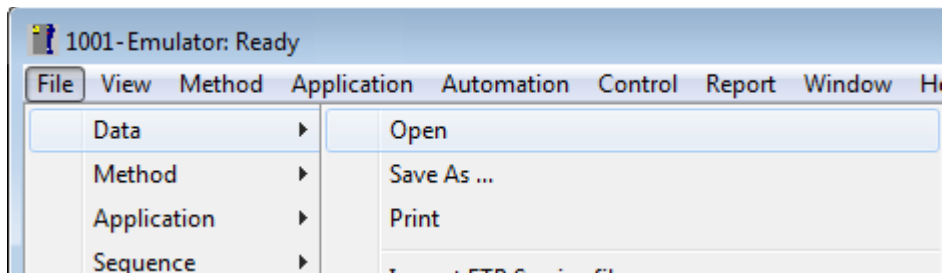 1001-Emulator: Ready
File View Method Application Automation Control Report Window
Data Open
Method Save As ...
Application Print
Sequence